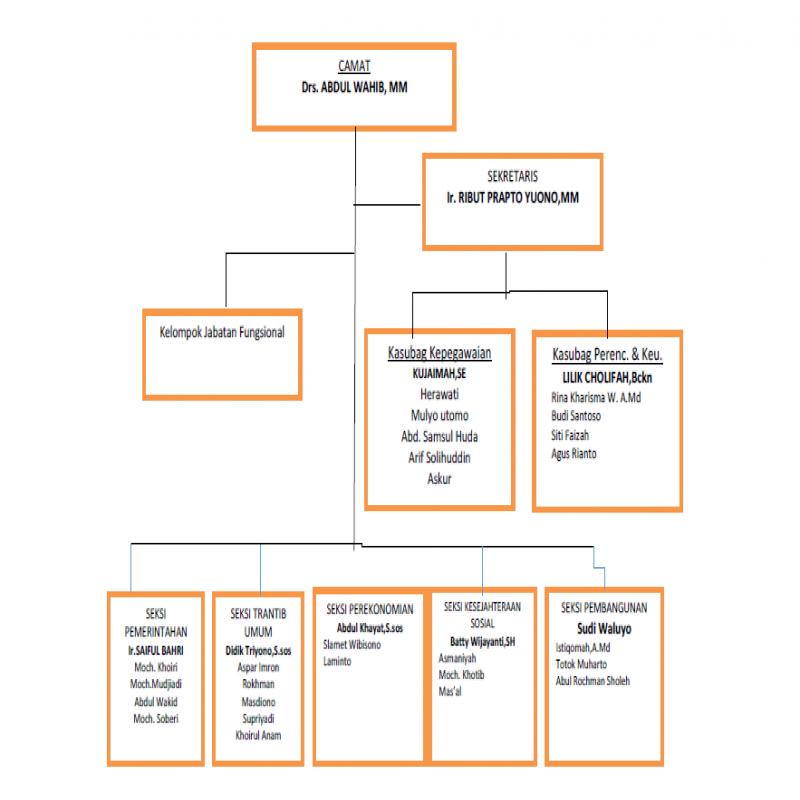 CAMAT
Drs. ABDUL WAHIB, MM
SEKRETARIS
Ir. RIBUT PRAPTO YUONO,MM
Kelompok Jabatan Fungsional
Kasubag Kepegawaian
KUJAIMAH,SE
Herawati
Mulyo utomo
Abd. Samsul Huda
Arif Solihuddin
Askur
Kasubag Perenc. & Keu.
LILIK CHOLIFAH,Bckn
Rina Kharisma W. A.Md
Budi Santoso
Siti Faizah
Agus Rianto
SEKSI
PEMERINTAHAN
Ir.SAIFUL BAHRI
Moch. Khoiri
Moch.Mudjiadi
Abdul Wakid
Moch. Soberi
SEKSI TRANTIB
UMUM
Didik Triyono,S.sos
Aspar Imron
Rokhman
Masdiono
Supriyadi
Khoirul Anam
SEKSI PEREKONOMIAN
Abdul Khayat,S.sos
Slamet Wibisono
Laminto
SEKSI KESEJAHTERAAN
SOSIAL
Batty Wijayanti,SH
Asmaniyah
Moch. Khotib
Mas'al
SEKSI PEMBANGUNAN
Sudi Waluyo
Istiqomah,A.Md
Totok Muharto
Abul Rochman Sholeh